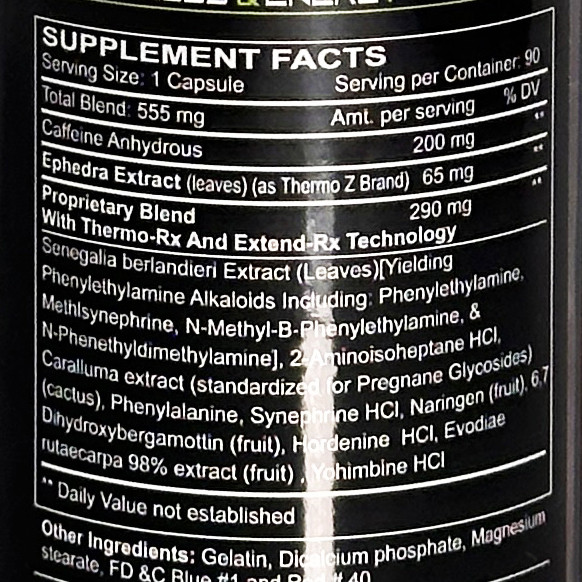 & ENERGY
SUPPLEMENT FACTS
Serving Size: 1 Capsule Serving per Container: 90
Total Blend: 555 mg Amt. per serving % DV
Caffeine Anhydrous 200 mg **
Ephedra Extract (leaves) (as Thermo Z Brand) 65 mg **
Proprietary Blend 290 mg **
With Thermo-Rx And Extend-Rx Technology
Senegalia berlandieri Extract (Leaves)[Yielding
Phenylethylamine Alkaloids Including: Phenylethylamine,
Methlsynephrine, N-Methyl-B-Phenylethylamine, &
N-Phenethyldimethylamine], 2-Aminoisoheptane HCl,
Caralluma extract (standardized for Pregnane Glycosides)
(cactus), Phenylalanine, Synephrine HCl, Naringen (fruit), 6,7
Dihydroxybergamottin (fruit), Hordenine HCl, Evodiae
rutaecarpa 98% extract (fruit) , Yohimbine HCl
** Daily Value not established
Other Ingredients: Gelatin, Dicalcium phosphate, Magnesium
stearate, FD &C Blue #1 and Red # 40